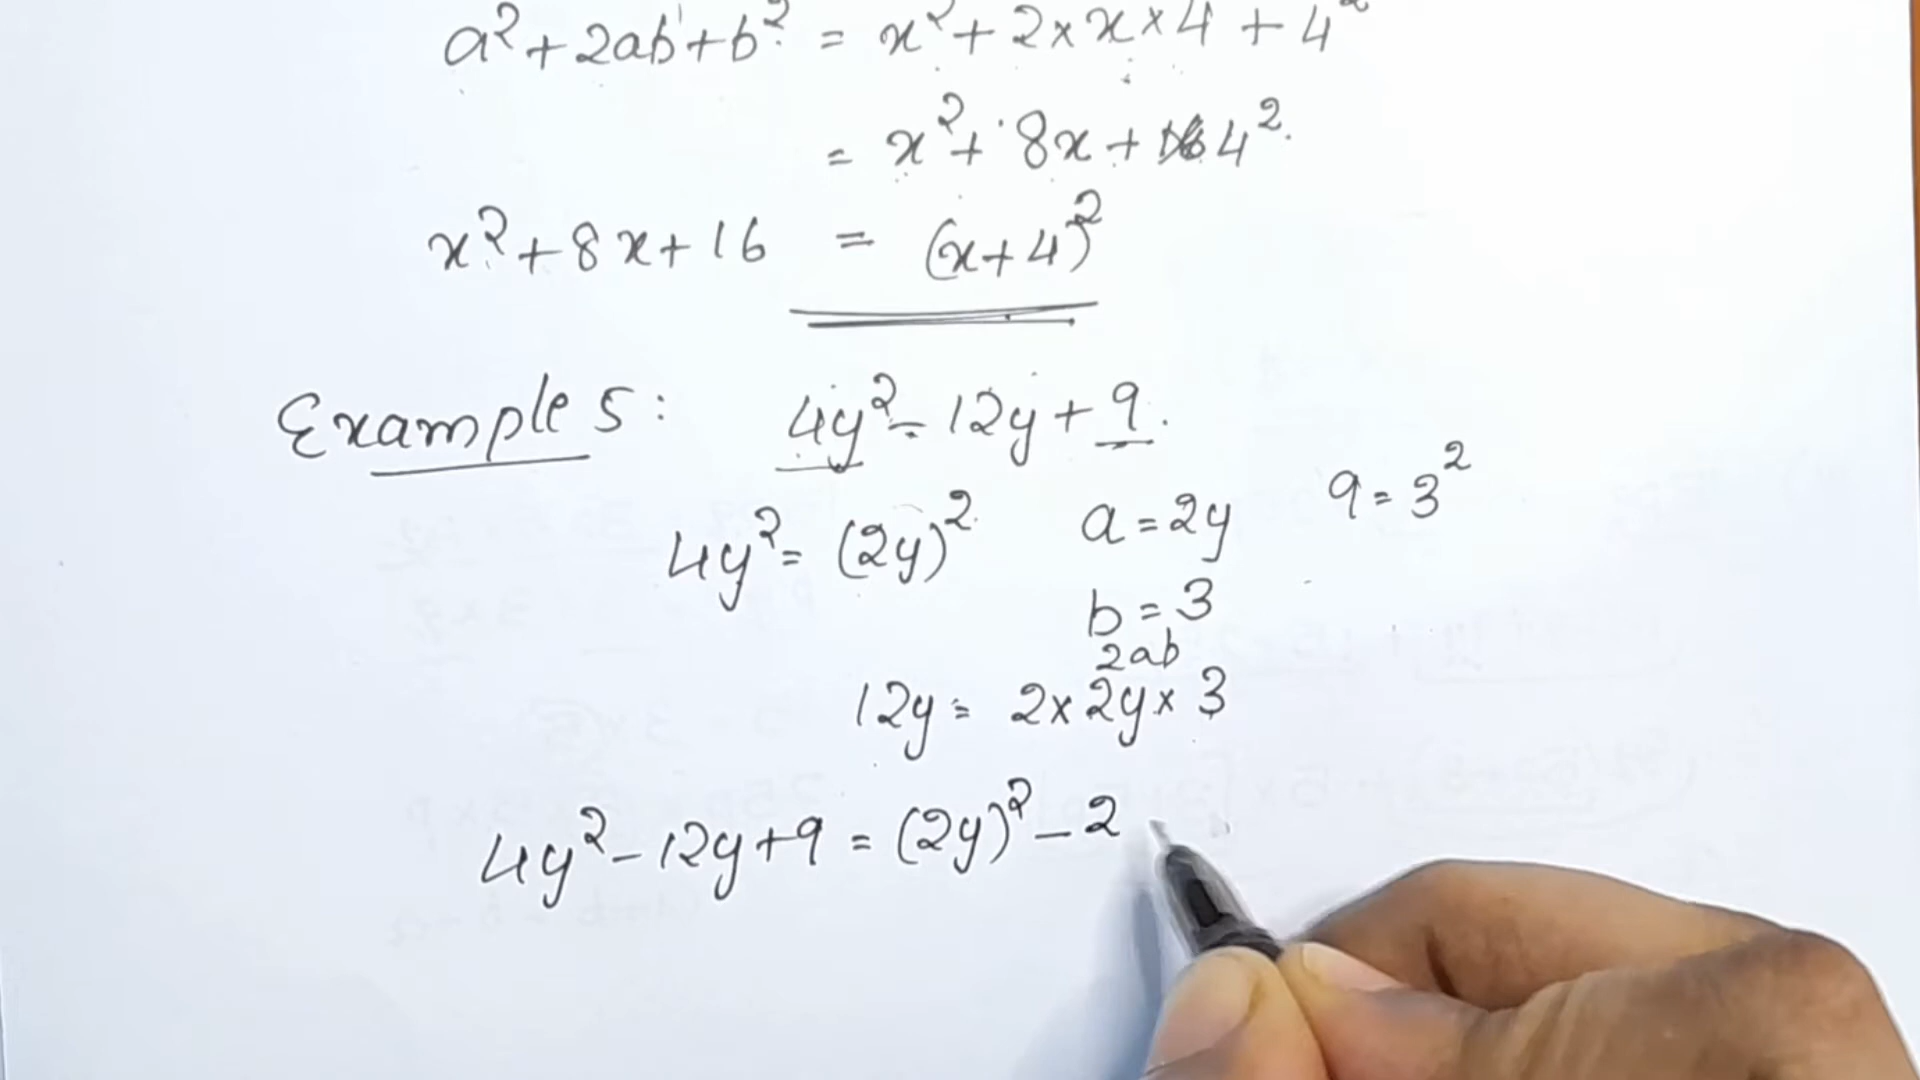 a²+2ab+b² = x²+2×x×4+4²
= x²+8x+16 4²
x²+8x+16 = (x+4)²
Example 5: 4y²-12y+9.
4y²=(2y)² a=2y 9=3²
b=3
2ab
12y= 2×2y×3
4y²-12y+9=(2y)²-2